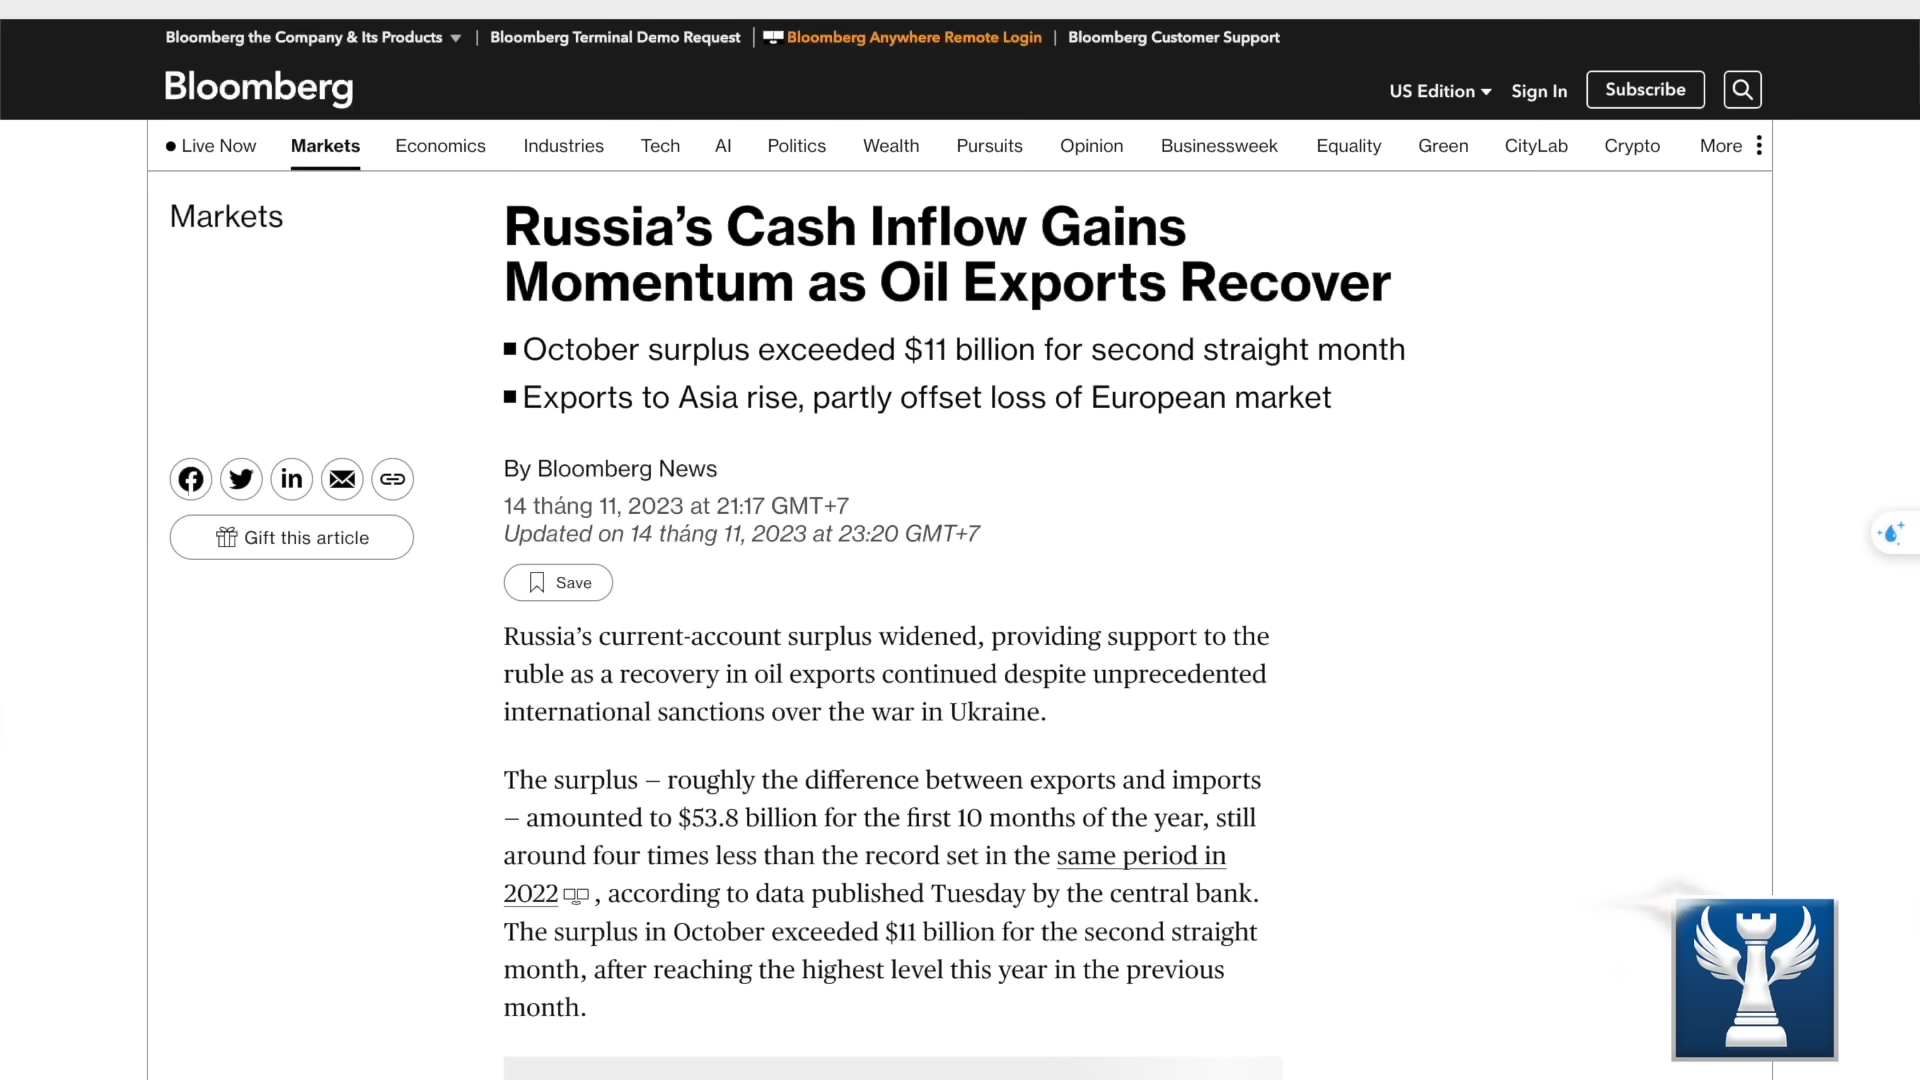 Bloomberg the Company & Its Products
Bloomberg Terminal Demo Request
Bloomberg Anywhere Remote Login
Bloomberg Customer Support
Bloomberg
US Edition
Sign In
Subscribe
Live Now
Markets
Economics
Industries
Tech
AI
Politics
Wealth
Pursuits
Opinion
Businessweek
Equality
Green
CityLab
Crypto
More
Markets
Russia’s Cash Inflow Gains
Momentum as Oil Exports Recover
October surplus exceeded $11 billion for second straight month
Exports to Asia rise, partly offset loss of European market
By Bloomberg News
14 tháng 11, 2023 at 21:17 GMT+7
Updated on 14 tháng 11, 2023 at 23:20 GMT+7
Gift this article
Save
Russia’s current-account surplus widened, providing support to the
ruble as a recovery in oil exports continued despite unprecedented
international sanctions over the war in Ukraine.
The surplus – roughly the difference between exports and imports
– amounted to $53.8 billion for the first 10 months of the year, still
around four times less than the record set in the same period in
2022 , according to data published Tuesday by the central bank.
The surplus in October exceeded $11 billion for the second straight
month, after reaching the highest level this year in the previous
month.